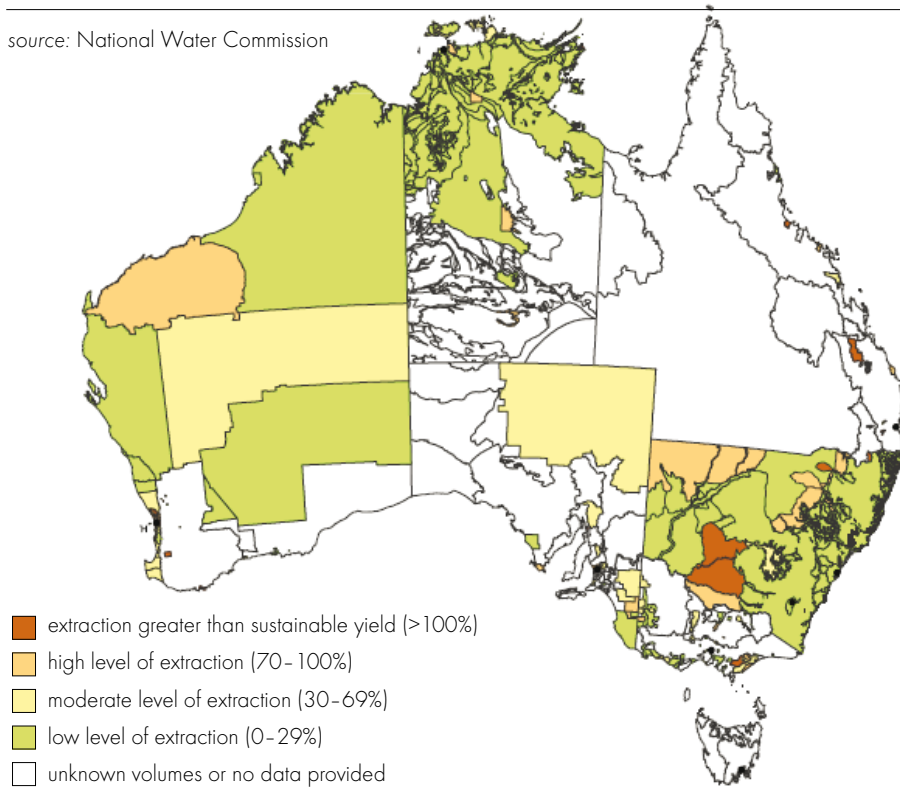 source: National Water Commission
extraction greater than sustainable yield (>100%)
high level of extraction (70–100%)
moderate level of extraction (30–69%)
low level of extraction (0–29%)
unknown volumes or no data provided